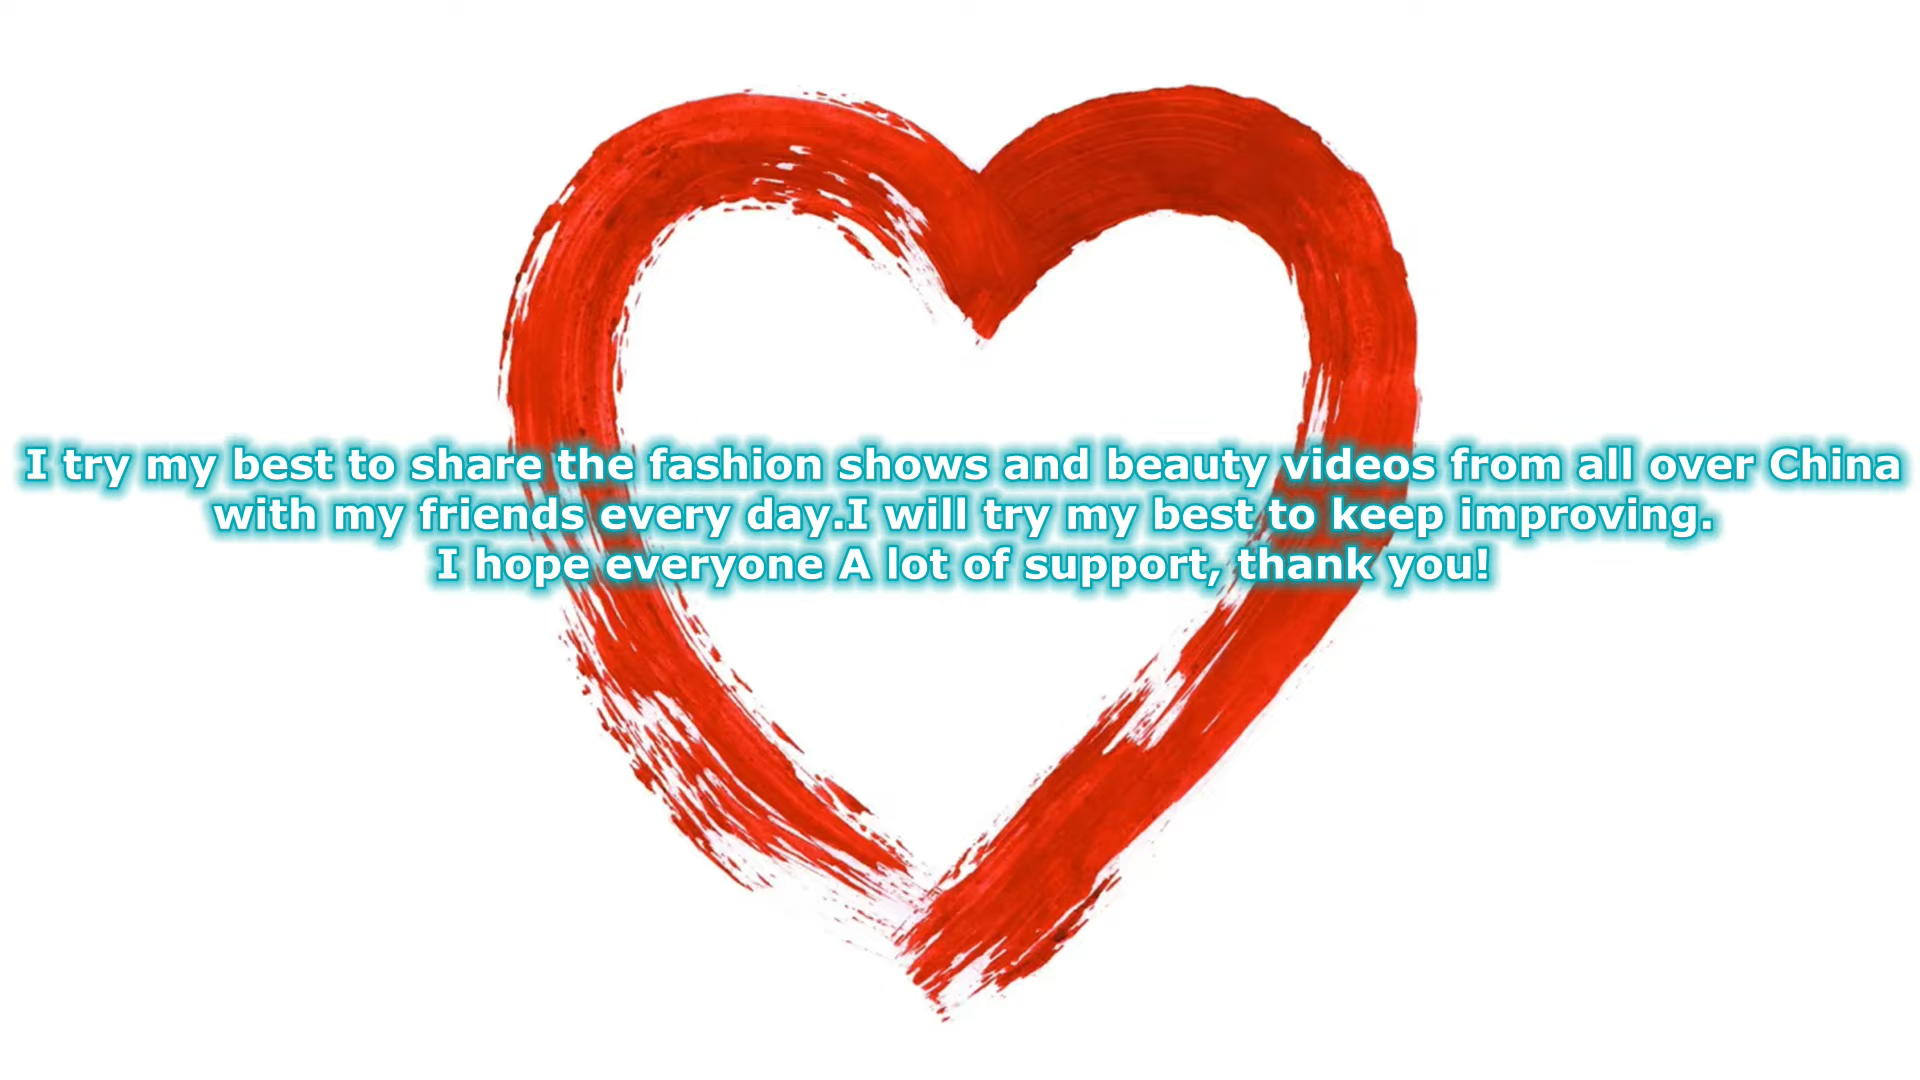 I try my best to share the fashion shows and beauty videos from all over China
with my friends every day.I will try my best to keep improving.
I hope everyone A lot of support, thank you!